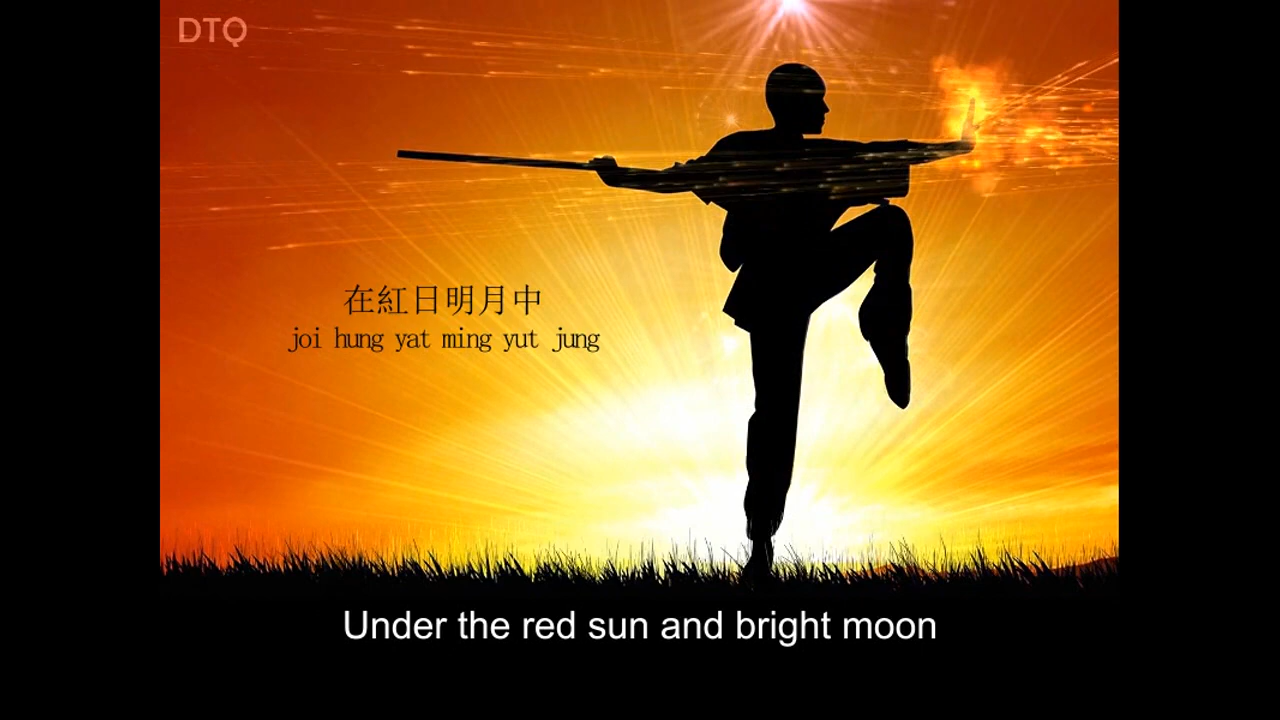 DTQ
在紅日明月中
joi hung yat ming yut jung
Under the red sun and bright moon